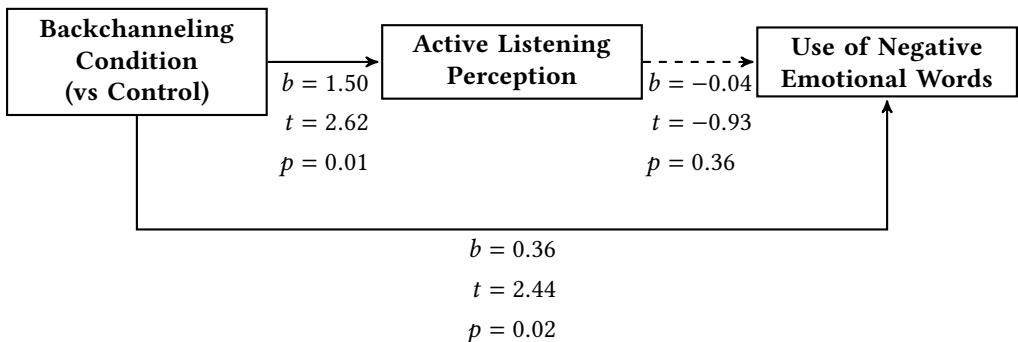 Backchanneling
Condition
(vs Control)
b = 1.50
t = 2.62
p = 0.01
Active Listening
Perception
b = −0.04
t = −0.93
p = 0.36
Use of Negative
Emotional Words
b = 0.36
t = 2.44
p = 0.02